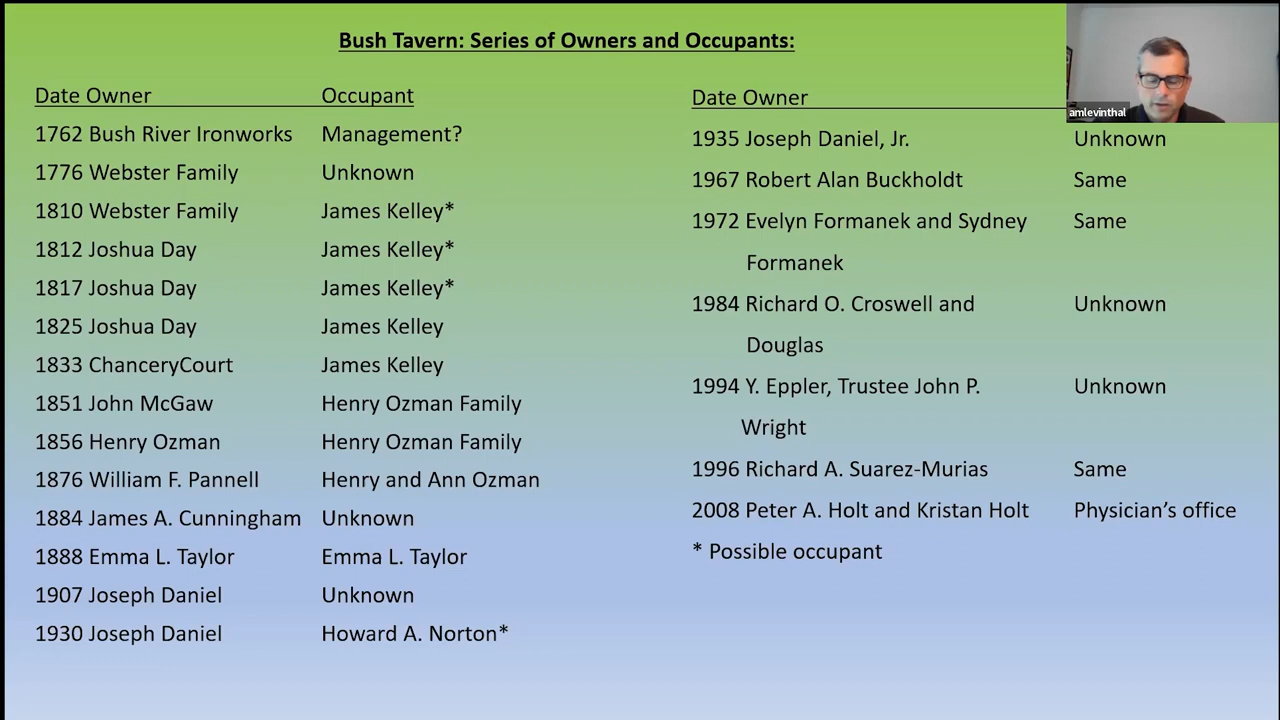 Bush Tavern: Series of Owners and Occupants:
Date Owner Occupant
1762 Bush River Ironworks Management?
1776 Webster Family Unknown
1810 Webster Family James Kelley*
1812 Joshua Day James Kelley*
1817 Joshua Day James Kelley*
1825 Joshua Day James Kelley
1833 ChanceryCourt James Kelley
1851 John McGaw Henry Ozman Family
1856 Henry Ozman Henry Ozman Family
1876 William F. Pannell Henry and Ann Ozman
1884 James A. Cunningham Unknown
1888 Emma L. Taylor Emma L. Taylor
1907 Joseph Daniel Unknown
1930 Joseph Daniel Howard A. Norton*
Date Owner
1935 Joseph Daniel, Jr. Unknown
1967 Robert Alan Buckholdt Same
1972 Evelyn Formanek and Sydney Same
Formanek
1984 Richard O. Croswell and Unknown
Douglas
1994 Y. Eppler, Trustee John P. Unknown
Wright
1996 Richard A. Suarez-Murias Same
2008 Peter A. Holt and Kristan Holt Physician’s office
* Possible occupant
amlevinthal